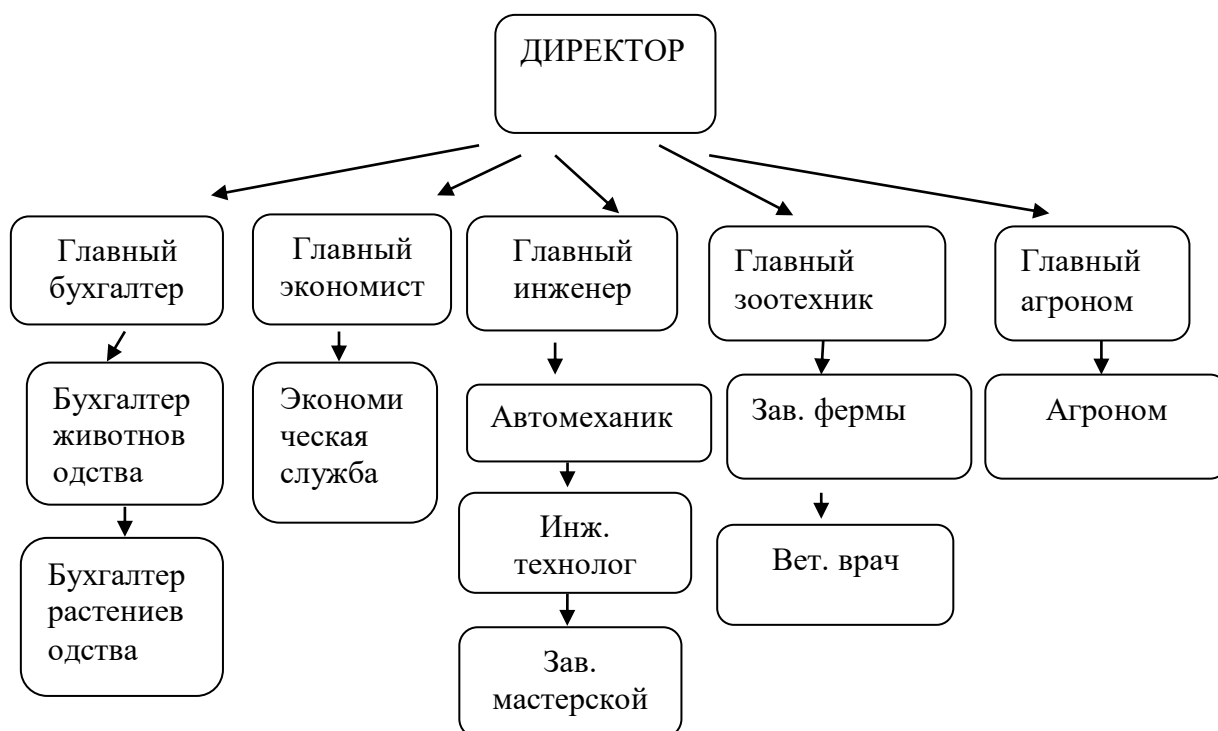 ДИРЕКТОР
Главный
бухгалтер
Главный
экономист
Главный
инженер
Главный
зоотехник
Главный
агроном
Бухгалтер
животнов
одства
Экономи
ческая
служба
Автомеханик
Зав. фермы
Агроном
Бухгалтер
растениев
одства
Инж.
технолог
Вет. врач
Зав.
мастерской